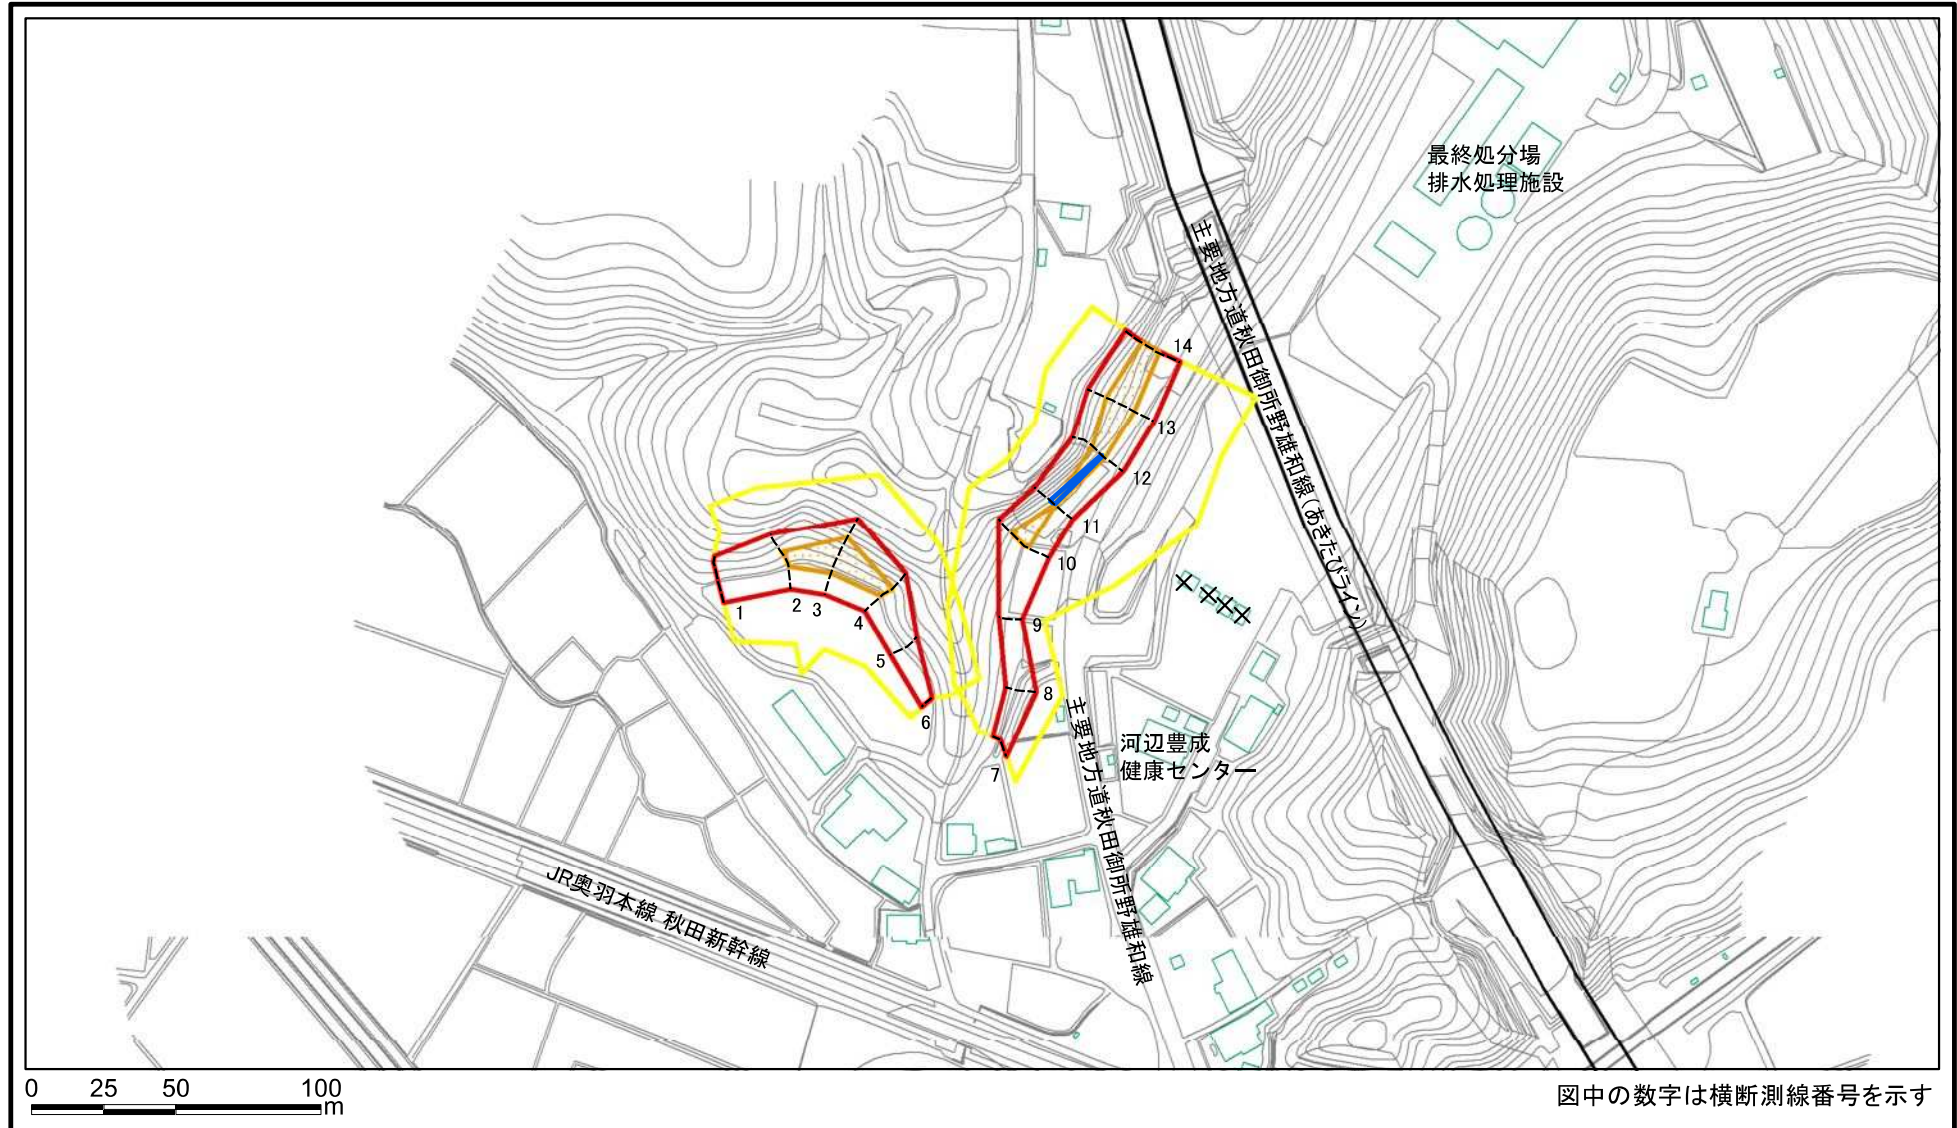 最終処分場
排水処理施設
主要地方道秋田御所野雄和線(あきたびライン)
14
13
12
11
10
9
8
7
1
2
3
4
5
6
河辺豊成
健康センター
主要地方道秋田御所野雄和線
JR奥羽本線 秋田新幹線
0 25 50 100
m
図中の数字は横断測線番号を示す